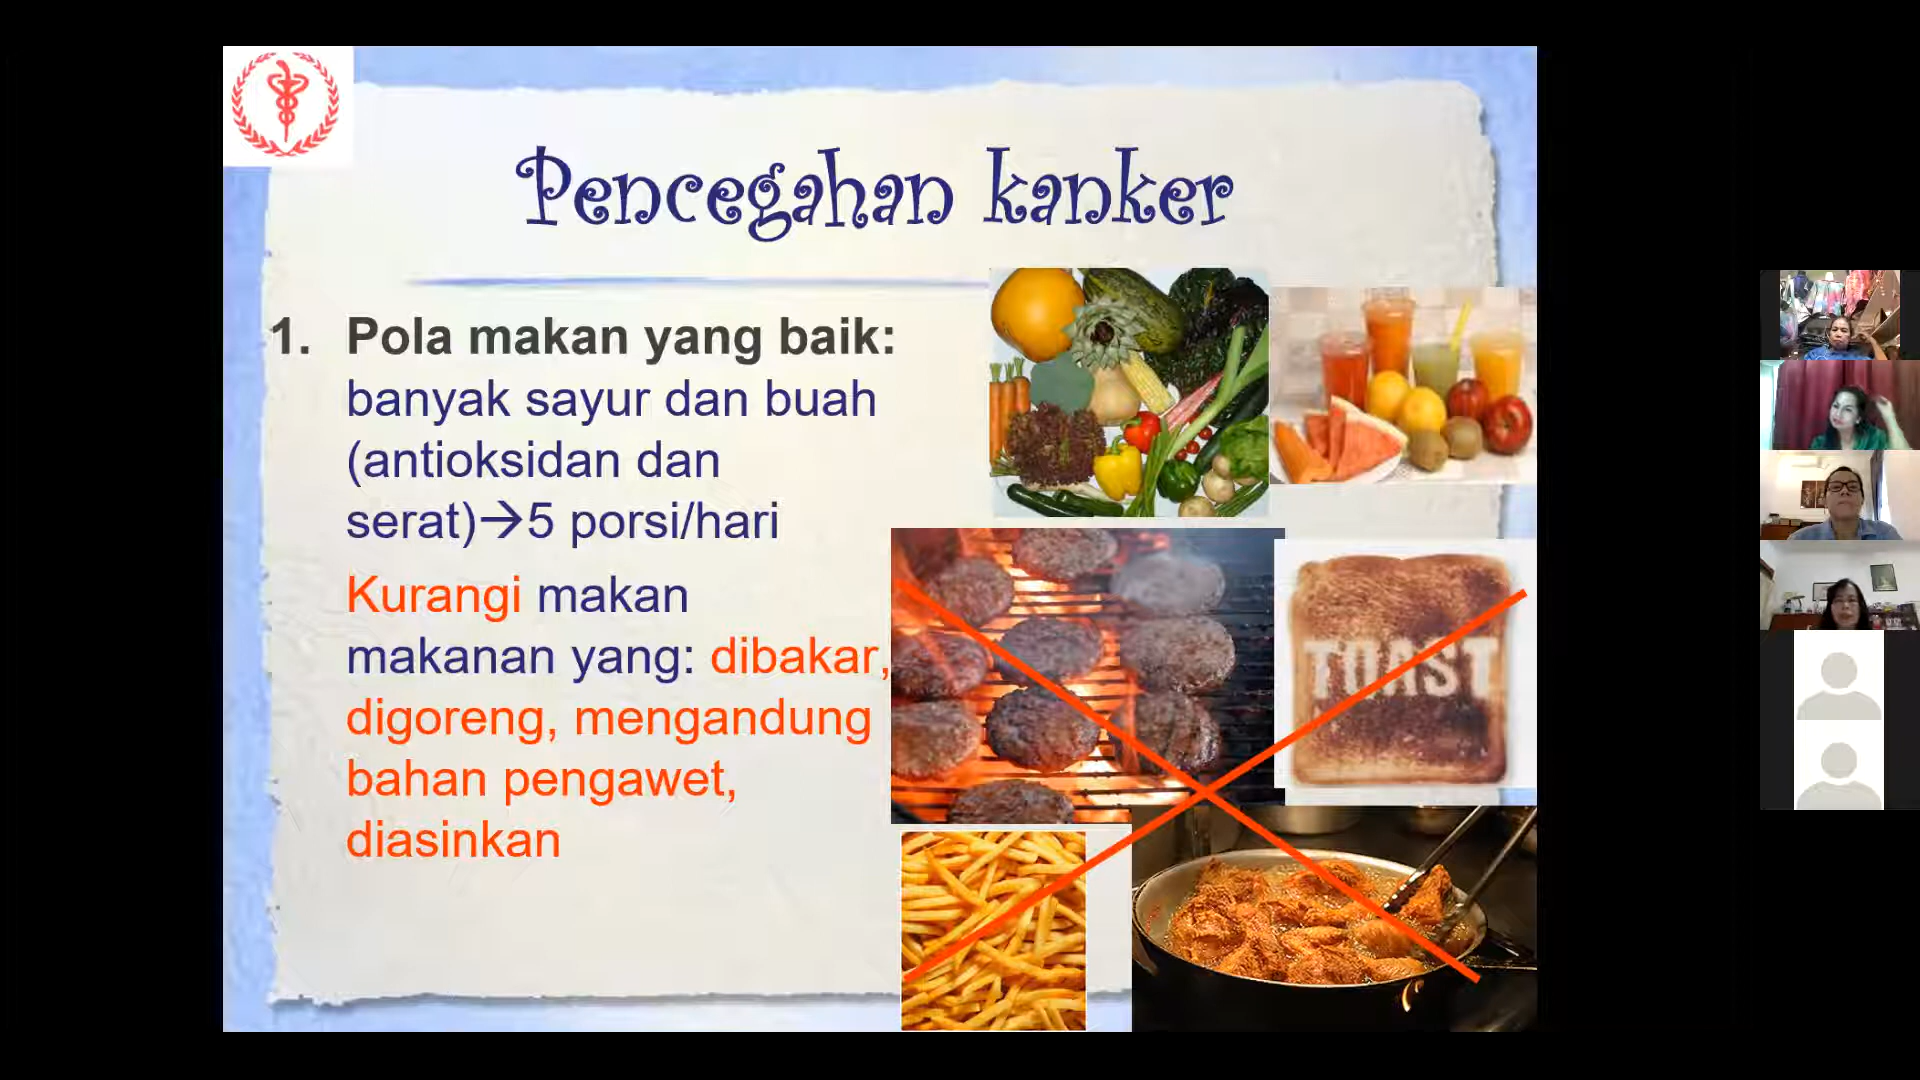 Pencegahan kanker
1. Pola makan yang baik:
banyak sayur dan buah
(antioksidan dan
serat)→5 porsi/hari
Kurangi makan
makanan yang: dibakar,
digoreng, mengandung
bahan pengawet,
diasinkan
TOAST